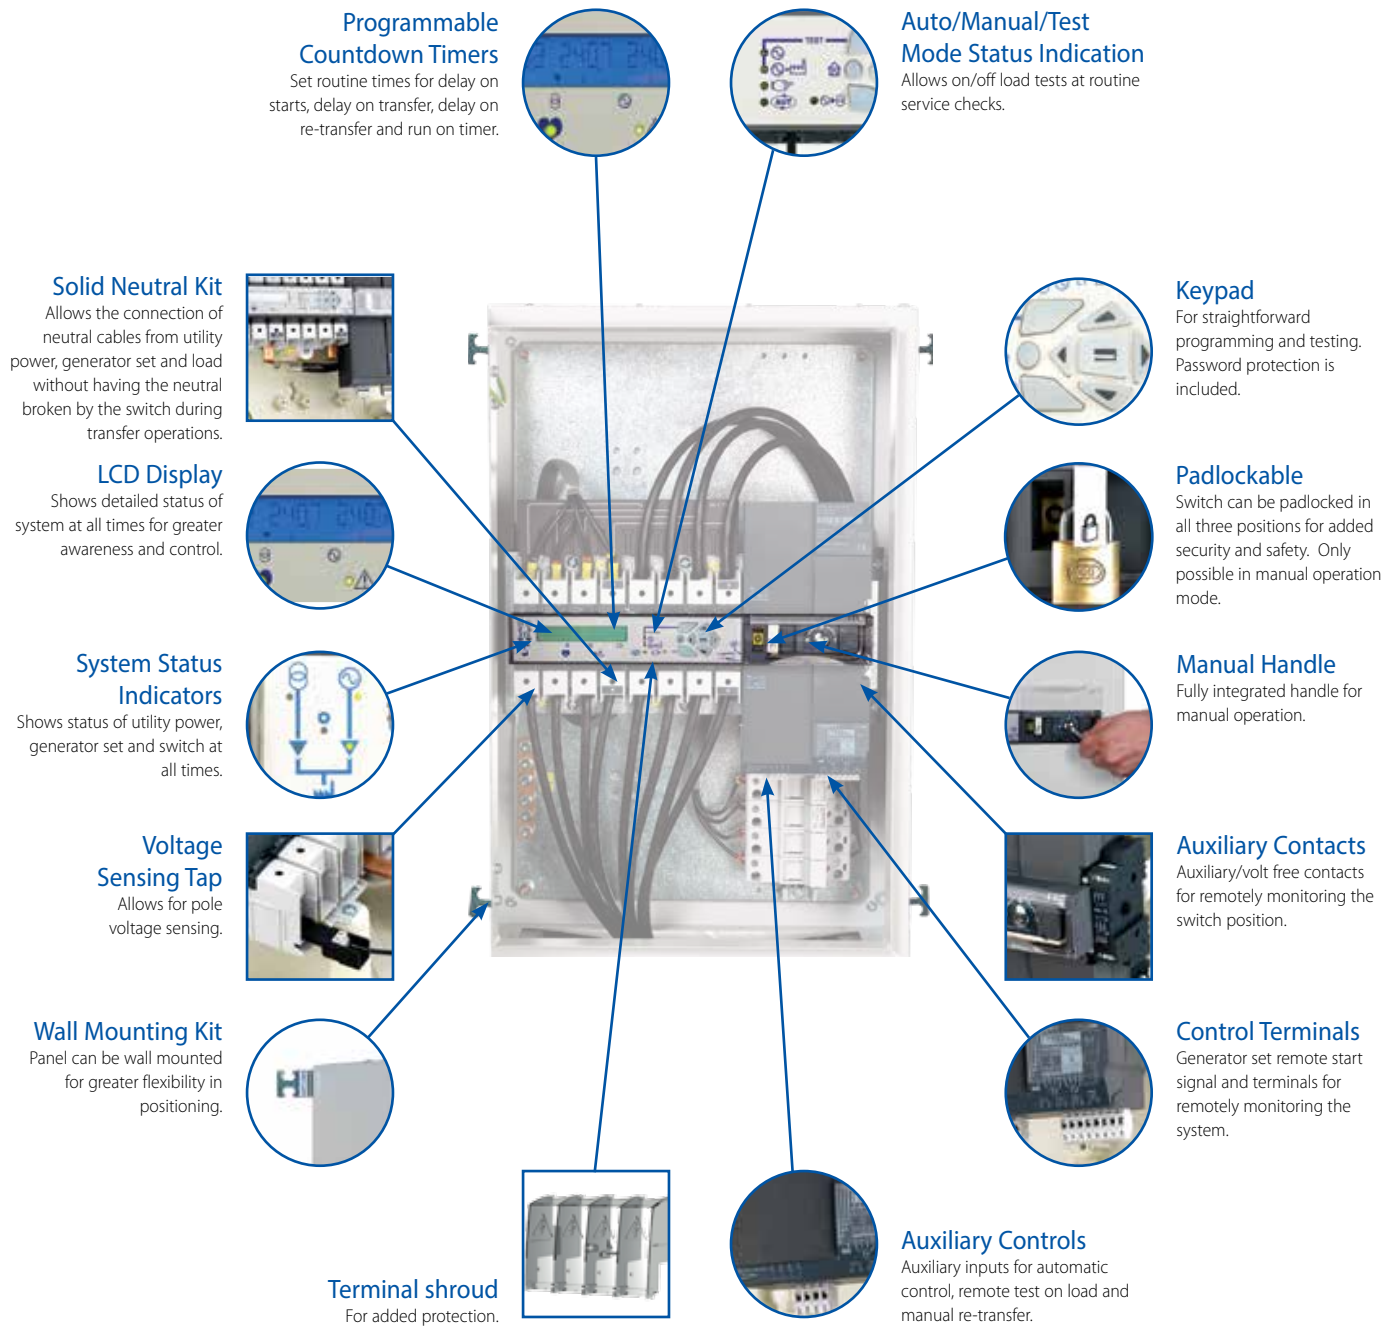 Programmable
Countdown Timers
Set routine times for delay on
starts, delay on transfer, delay on
re-transfer and run on timer.
TEST
AUT
Auto/Manual/Test
Mode Status Indication
Allows on/off load tests at routine
service checks.
Solid Neutral Kit
Allows the connection of
neutral cables from utility
power, generator set and load
without having the neutral
broken by the switch during
transfer operations.
Keypad
For straightforward
programming and testing.
Password protection is
included.
LCD Display
Shows detailed status of
system at all times for greater
awareness and control.
Padlockable
Switch can be padlocked in
all three positions for added
security and safety. Only
possible in manual operation
mode.
System Status
Indicators
Shows status of utility power,
generator set and switch at
all times.
Manual Handle
Fully integrated handle for
manual operation.
Voltage
Sensing Tap
Allows for pole
voltage sensing.
Auxiliary Contacts
Auxiliary/volt free contacts
for remotely monitoring the
switch position.
Wall Mounting Kit
Panel can be wall mounted
for greater flexibility in
positioning.
Control Terminals
Generator set remote start
signal and terminals for
remotely monitoring the
system.
Terminal shroud
For added protection.
Auxiliary Controls
Auxiliary inputs for automatic
control, remote test on load and
manual re-transfer.